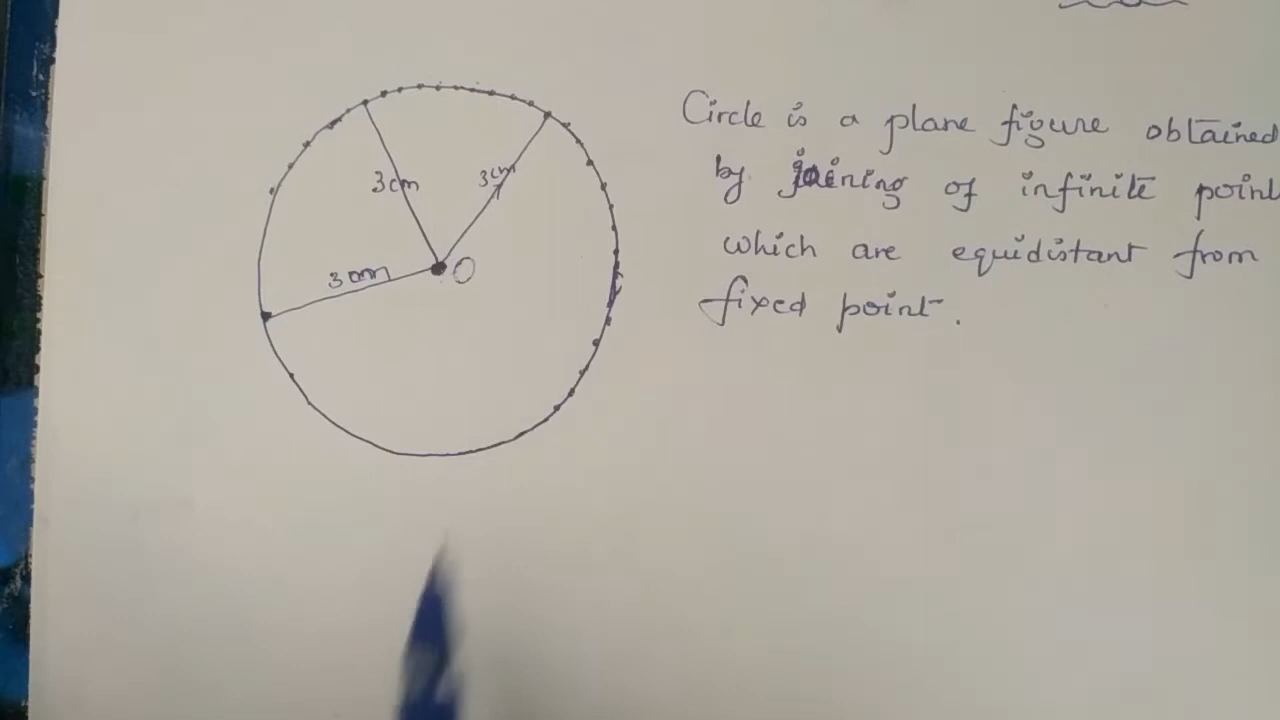 3cm
3cm
3cm
O
Circle is a plane figure obtained
by joining of infinite point
which are equidistant from
fixed point.